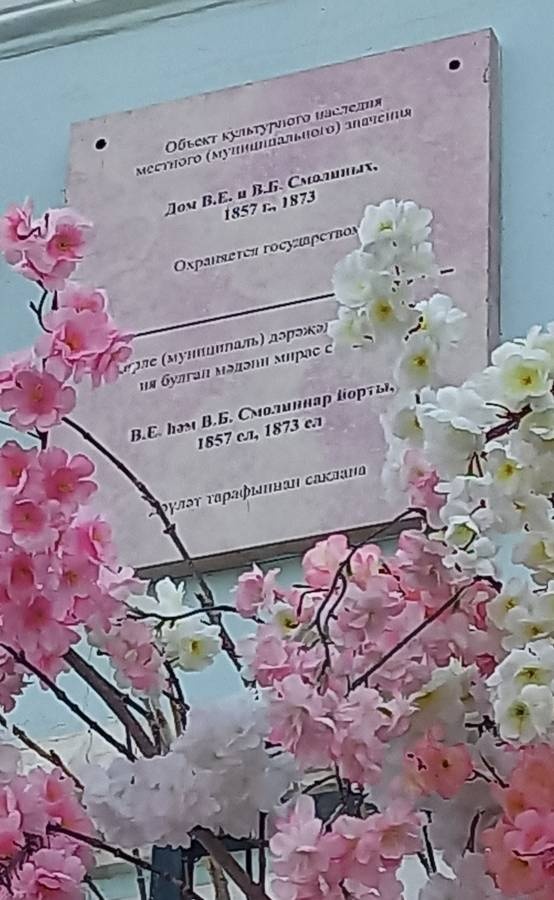 Объект культурного наследия
местного (муниципального) значения
Дом В.Е. и В.Б. Смолиных,
1857 г., 1873
Охраняется государством
(муниципаль) дәрәҗә
булган мәдәни мирас
В.Е. һәм В.Б. Смолиннар йорты,
1857 ел, 1873 ел
тарафыннан саклана